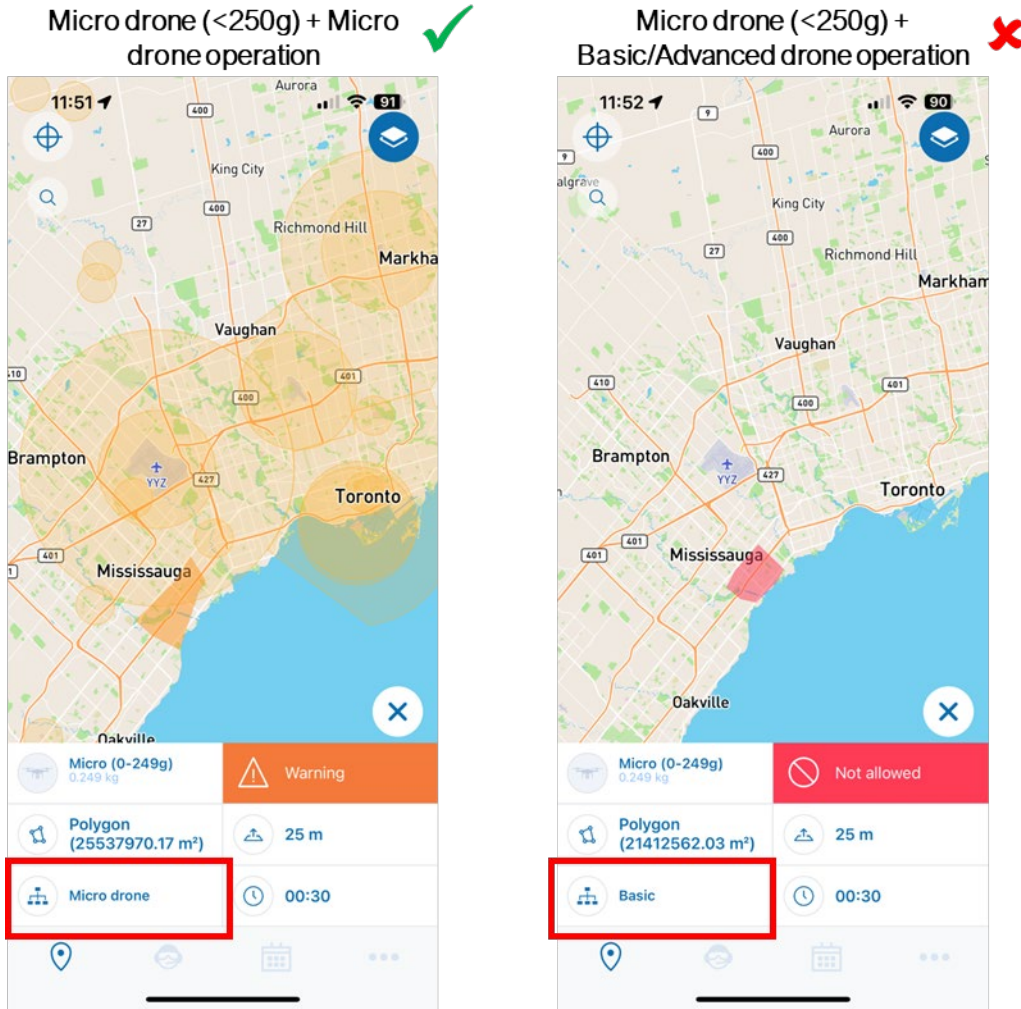 Micro drone (<250g) + Micro
drone operation
11:51
91
Aurora
400
King City
400
27
Richmond Hill
Markha
Vaughan
410
401
400
Brampton
YYZ
427
Toronto
401
Mississauga
Oakville
Micro (0-249g)
0.249 kg
Warning
Polygon
(25537970.17 m²)
25 m
Micro drone
00:30
Micro drone (<250g) +
Basic/Advanced drone operation
11:52
90
9
Aurora
400
9
algrave
King City
400
27
Richmond Hill
Markham
Vaughan
410
401
400
Brampton
YYZ
427
Toronto
401
401
Mississauga
Oakville
Micro (0-249g)
0.249 kg
Not allowed
Polygon
(21412562.03 m²)
25 m
Basic
00:30